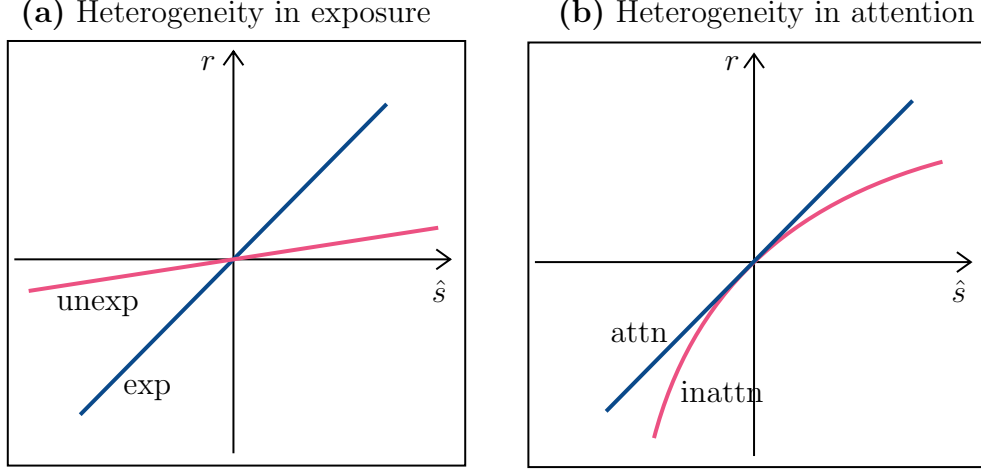 (a) Heterogeneity in exposure
r
ŝ
unexp
exp
(b) Heterogeneity in attention
r
ŝ
attn
inattn